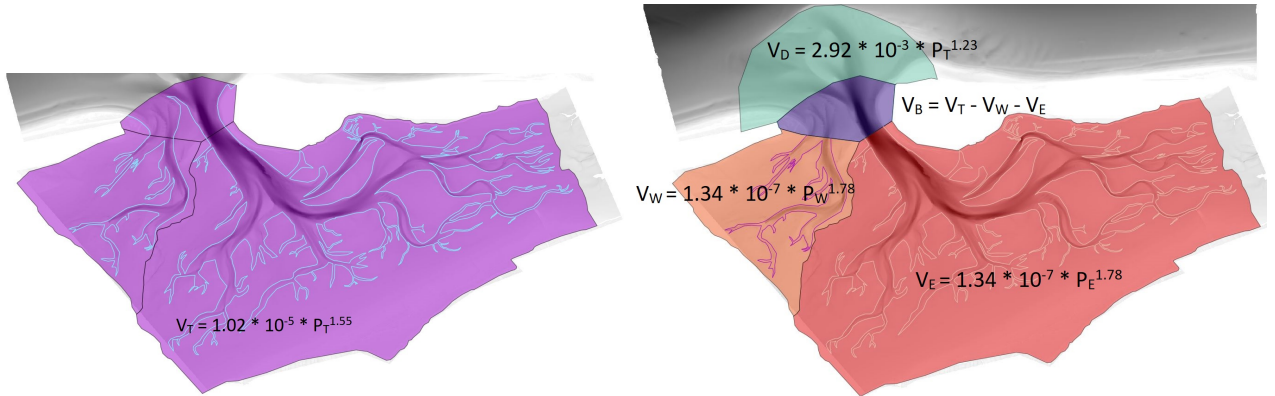 V_T = 1.02 * 10^-5 * P_T^1.55
V_D = 2.92 * 10^-3 * P_T^1.23
V_B = V_T - V_W - V_E
V_W = 1.34 * 10^-7 * P_W^1.78
V_E = 1.34 * 10^-7 * P_E^1.78